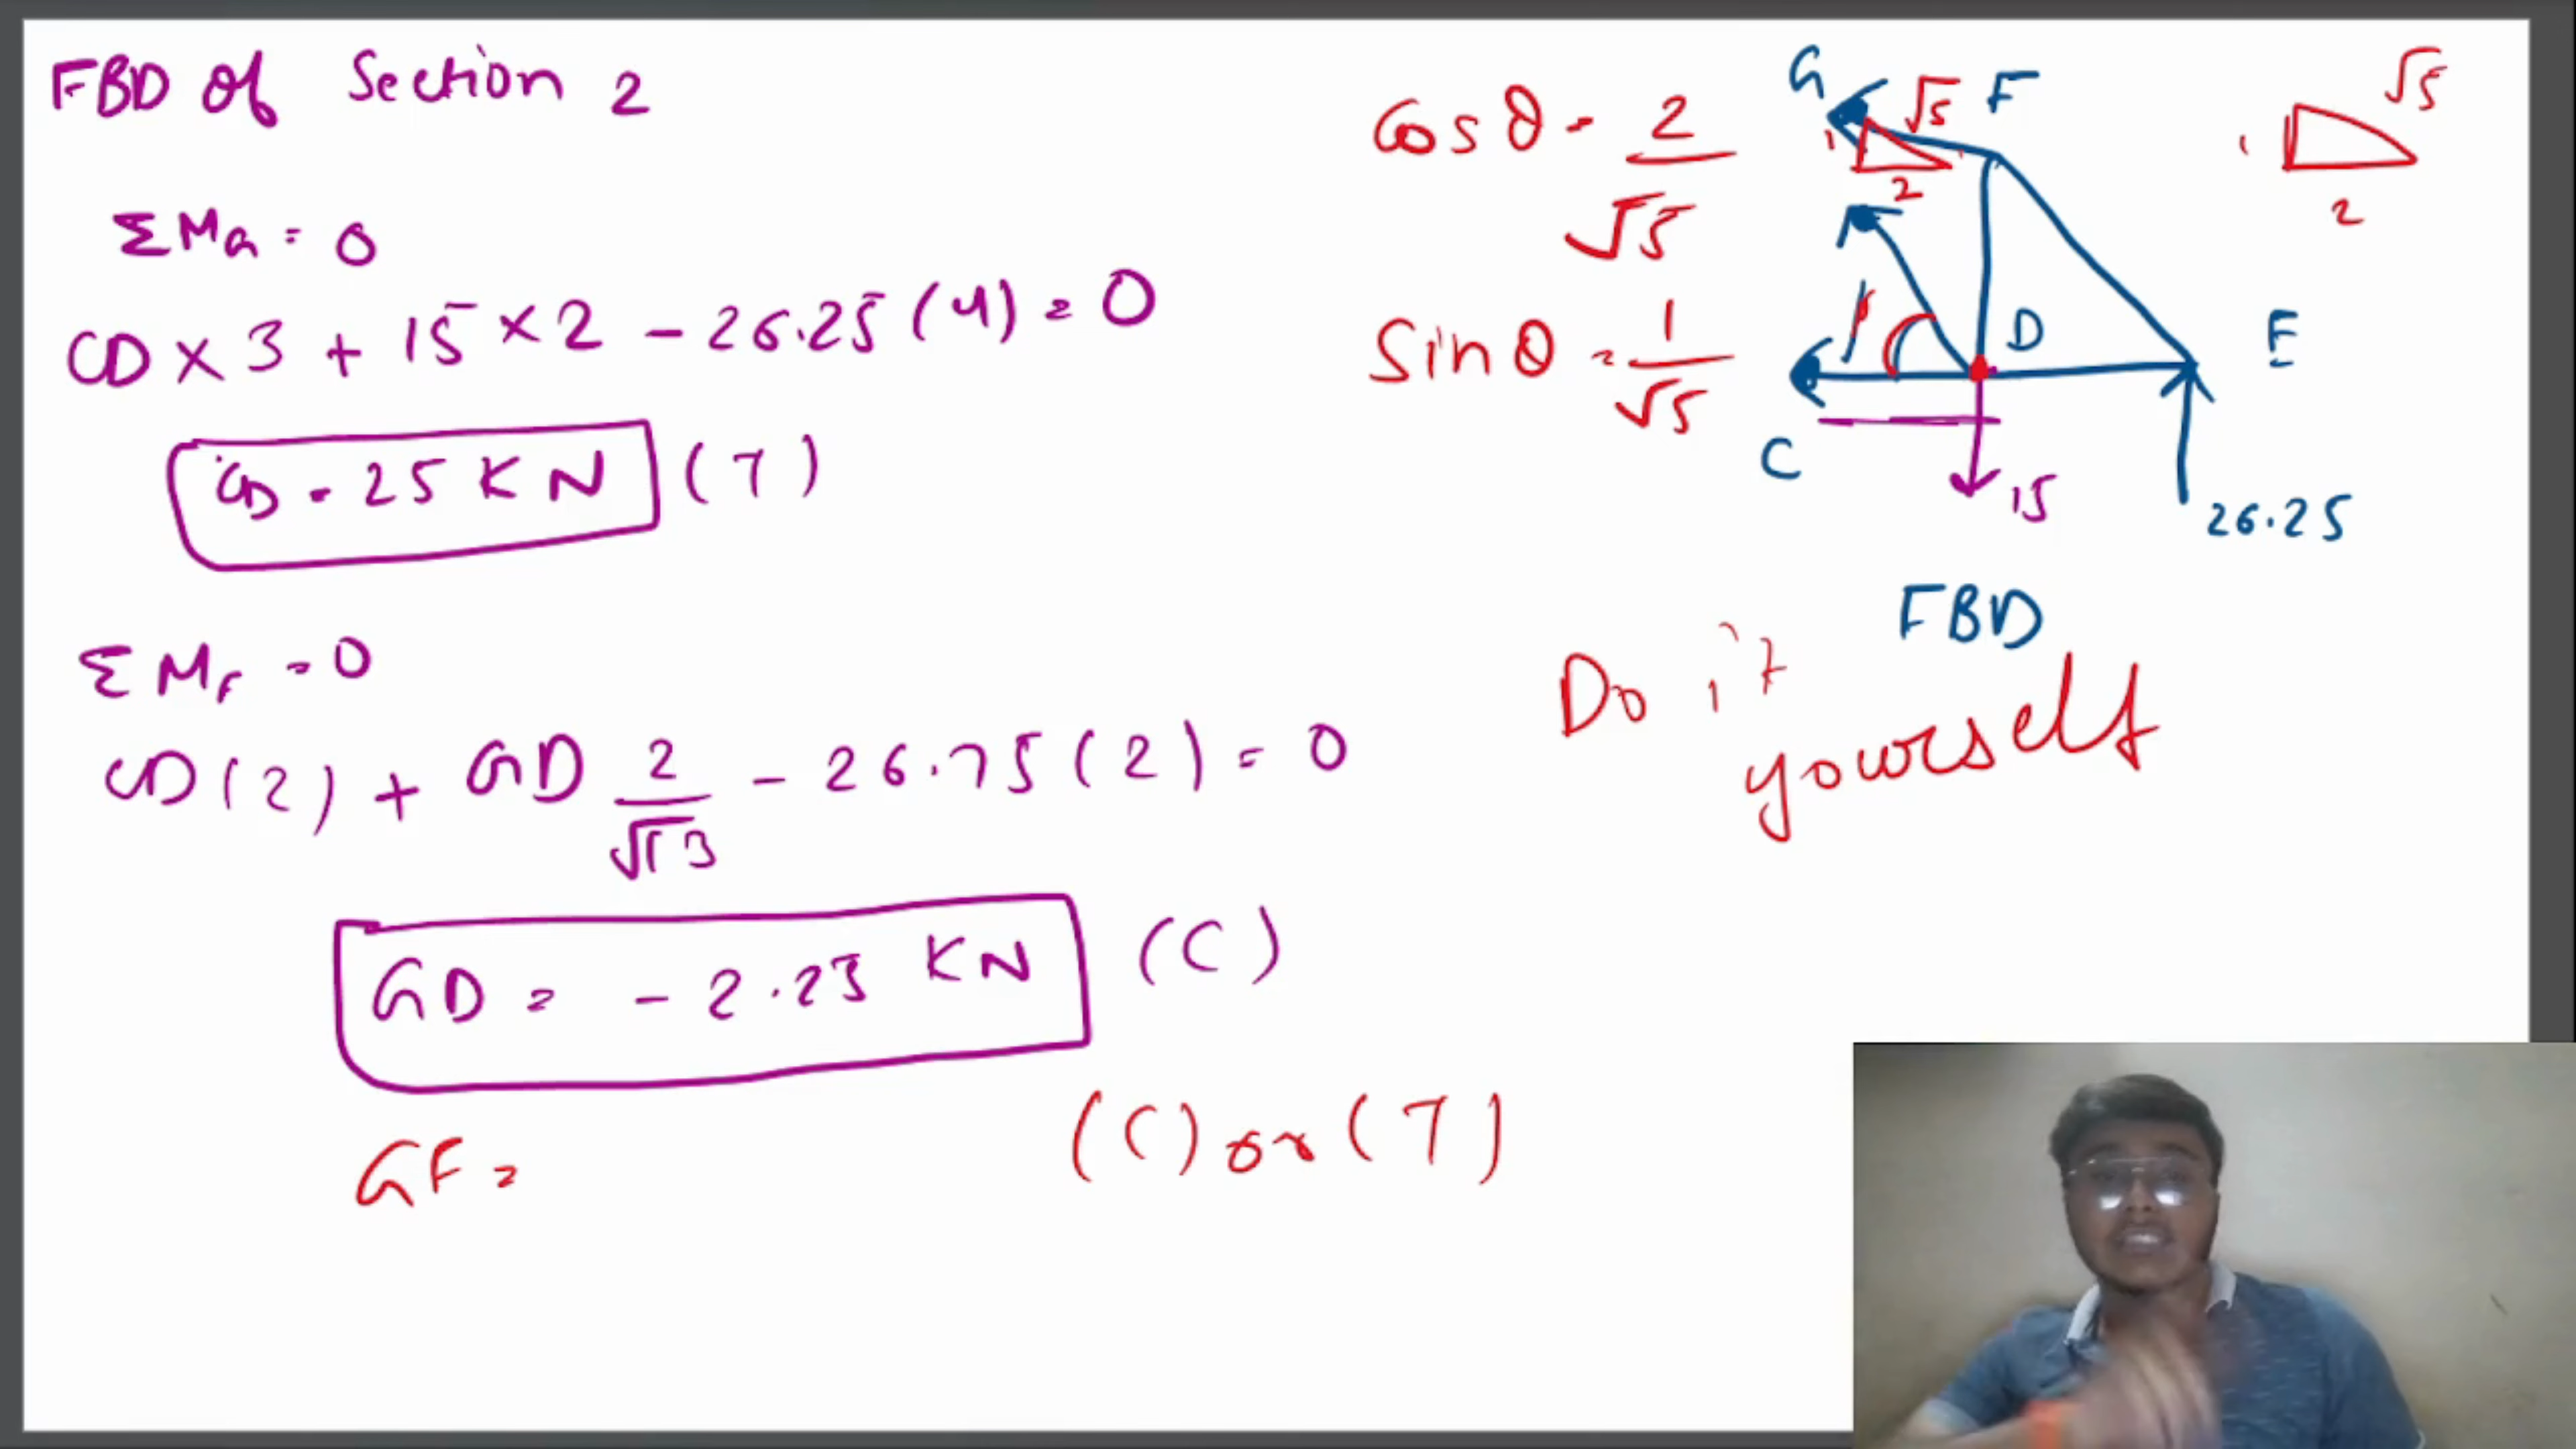 FBD of Section 2
ΣMG = 0
CD × 3 + 15 × 2 - 26.25 (4) = 0
CD = 25 KN (T)
ΣMF = 0
CD (2) + GD 2/√13 - 26.75 (2) = 0
GD = - 2.23 KN (C)
GF = (C) or (T)
Cos θ = 2/√5
Sin θ = 1/√5
G
F
√5
1
2
D
E
C
15
26.25
FBD
√5
1
2
Do it
yourself